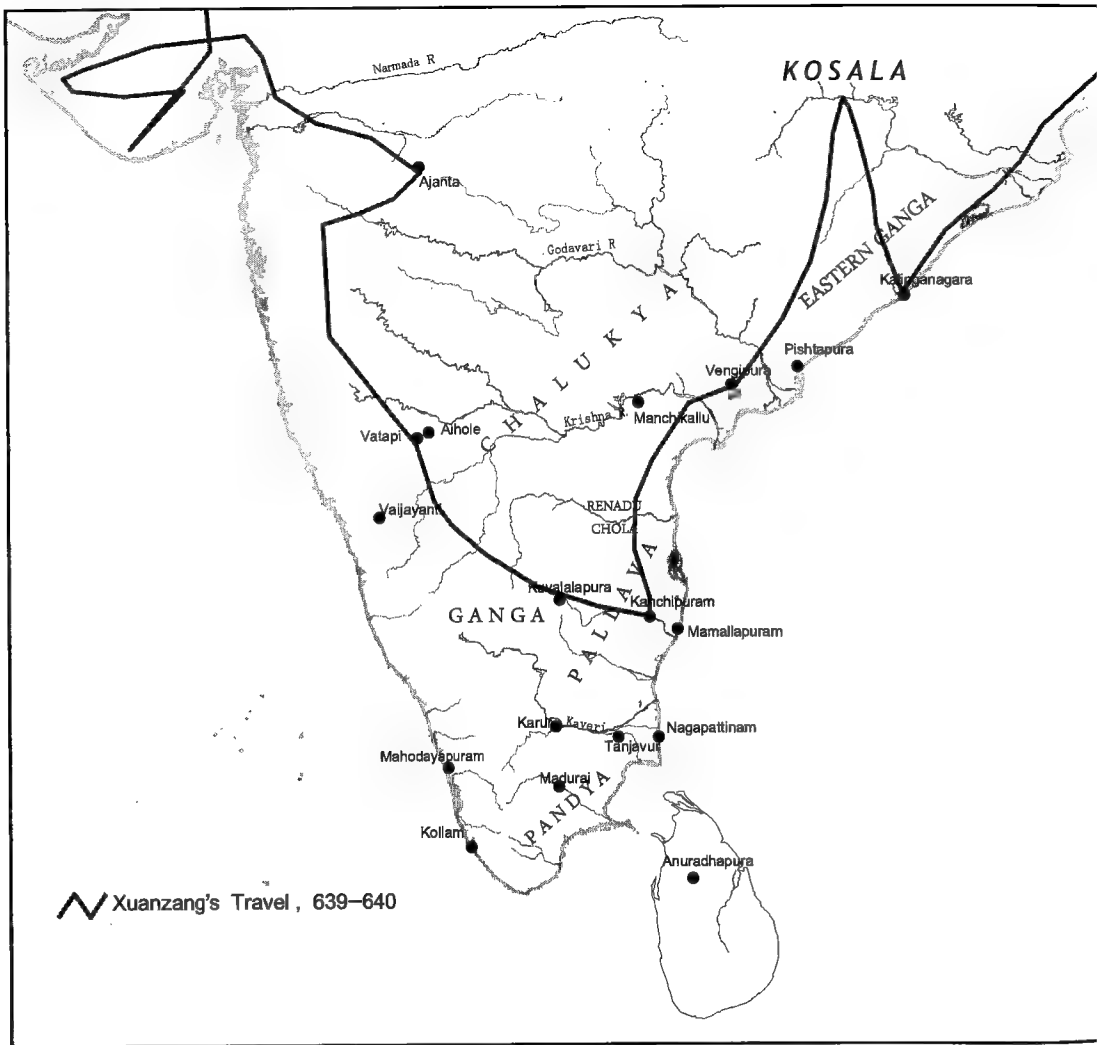 Narmada R
KOSALA
Ajanta
Godavari R
EASTERN GANGA
Kalinganagara
CHALUKYA
Pishtapura
Vengipura
Krishna R.
Manchikallu
Aihole
Vatapi
Vaijayanti
RENADU
CHOLA
Kuvalalapura
Kanchipuram
GANGA
PALLAVA
Mamallapuram
Karur
Kaveri
Nagapattinam
Tanjavur
Mahodayapuram
Madurai
PANDYA
Kollam
Anuradhapura
Xuanzang's Travel, 639–640